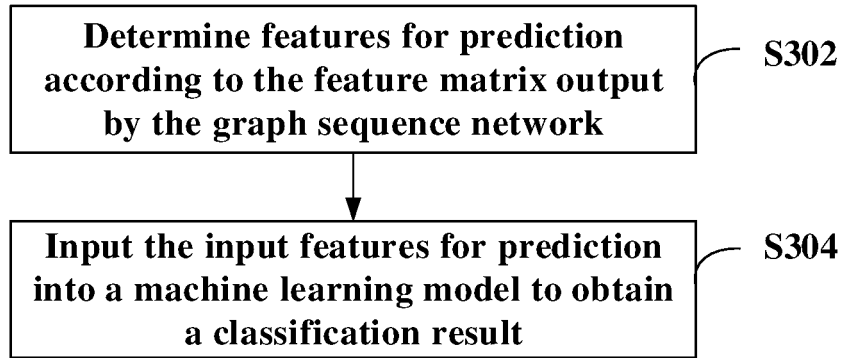 Determine features for prediction
according to the feature matrix output
by the graph sequence network
S302
Input the input features for prediction
into a machine learning model to obtain
a classification result
S304